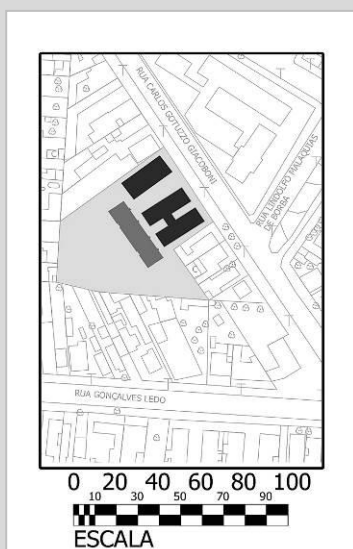 RUA CARLOS GOTUZZO GIACOBONI
RUA LINDOLFO MALAQUIAS
DE BORBA
RUA GONÇALVES LEDO
0 20 40 60 80 100
10 30 50 70 90
ESCALA